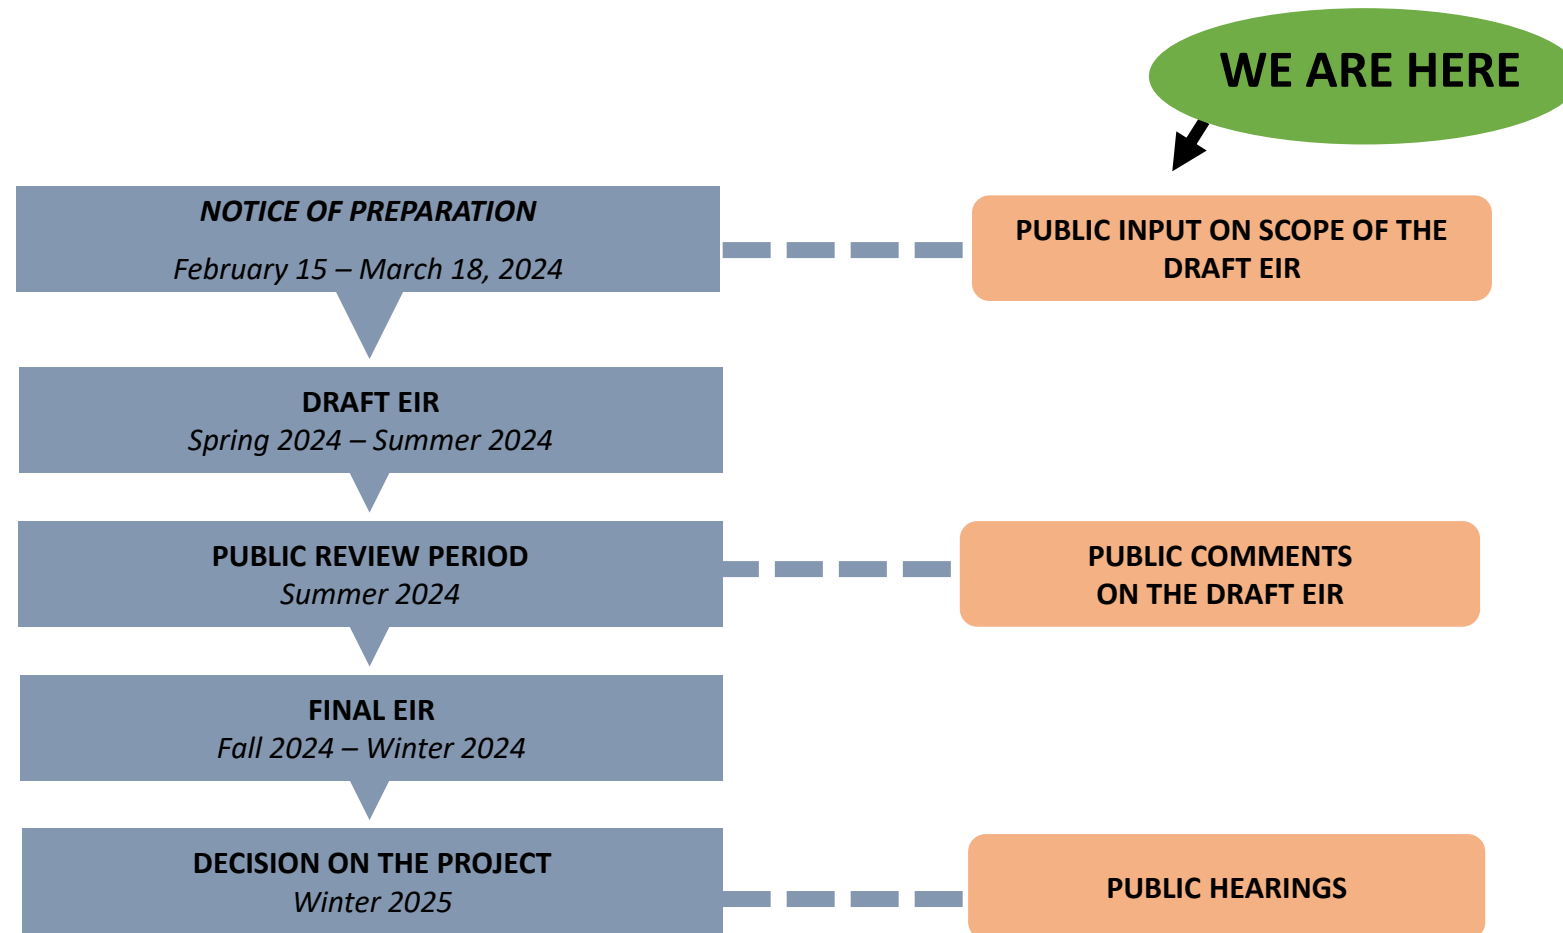 WE ARE HERE
NOTICE OF PREPARATION
February 15 – March 18, 2024
PUBLIC INPUT ON SCOPE OF THE
DRAFT EIR
DRAFT EIR
Spring 2024 – Summer 2024
PUBLIC REVIEW PERIOD
Summer 2024
PUBLIC COMMENTS
ON THE DRAFT EIR
FINAL EIR
Fall 2024 – Winter 2024
DECISION ON THE PROJECT
Winter 2025
PUBLIC HEARINGS